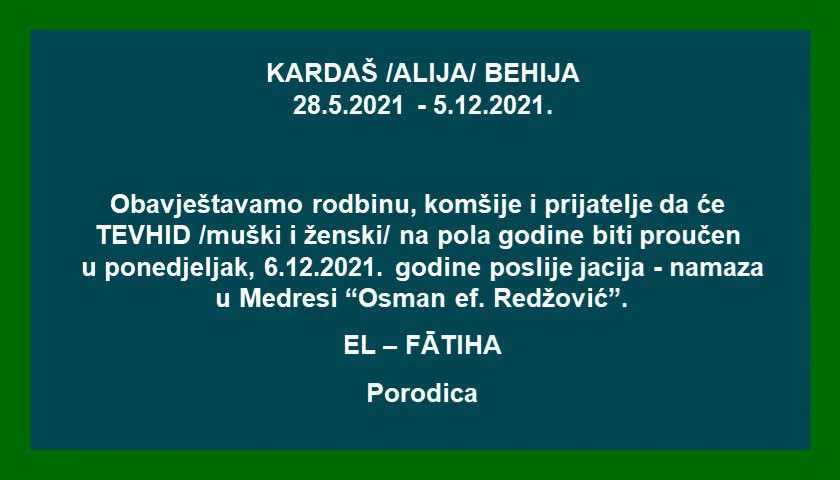 KARDAŠ /ALIJA/ BEHIJA
28.5.2021 - 5.12.2021.
Obavještavamo rodbinu, komšije i prijatelje da će
TEVHID /muški i ženski/ na pola godine biti proučen
u ponedjeljak, 6.12.2021. godine poslije jacija - namaza
u Medresi “Osman ef. Redžović”.
EL – FĀTIHA
Porodica